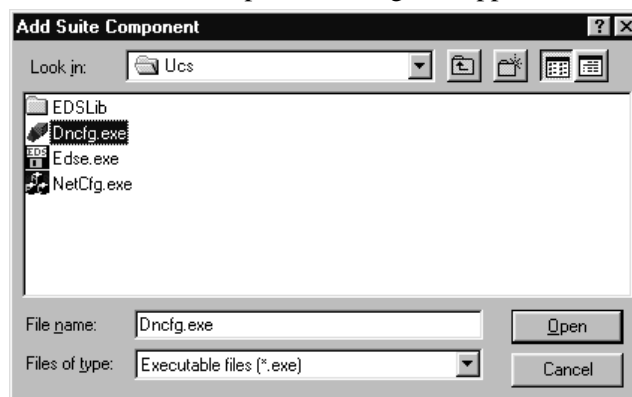 Add Suite Component
Look in: Ucs
EDSLib
Dncfg.exe
EDS
Edse.exe
NetCfg.exe
File name: Dncfg.exe Open
Files of type: Executable files (*.exe) Cancel